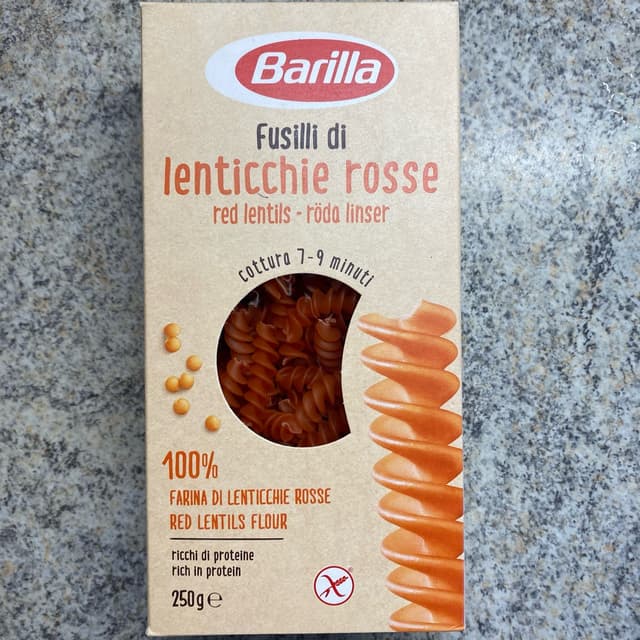 Barilla
Fusilli di
lenticchie rosse
red lentils - röda linser
cottura 7-9 minuti
100%
FARINA DI LENTICCHIE ROSSE
RED LENTILS FLOUR
ricchi di proteine
rich in protein
250g ℮